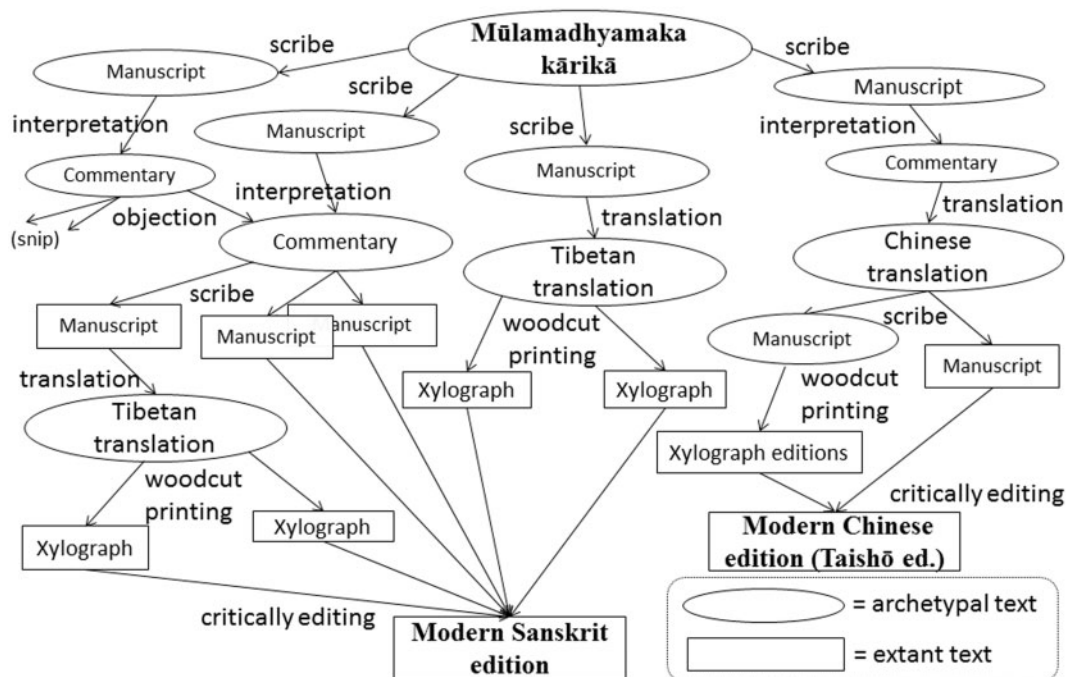 Mūlamadhyamaka
kārikā
scribe
scribe
scribe
scribe
Manuscript
Manuscript
Manuscript
Manuscript
interpretation
interpretation
interpretation
Commentary
Commentary
objection
(snip)
translation
translation
Commentary
Tibetan
translation
Chinese
translation
scribe
scribe
Manuscript
Manuscript
Manuscript
woodcut
printing
Manuscript
Manuscript
translation
Xylograph
Xylograph
woodcut
printing
Tibetan
translation
Xylograph editions
woodcut
printing
critically editing
Xylograph
Xylograph
Modern Chinese
edition (Taishō ed.)
critically editing
Modern Sanskrit
edition
= archetypal text
= extant text